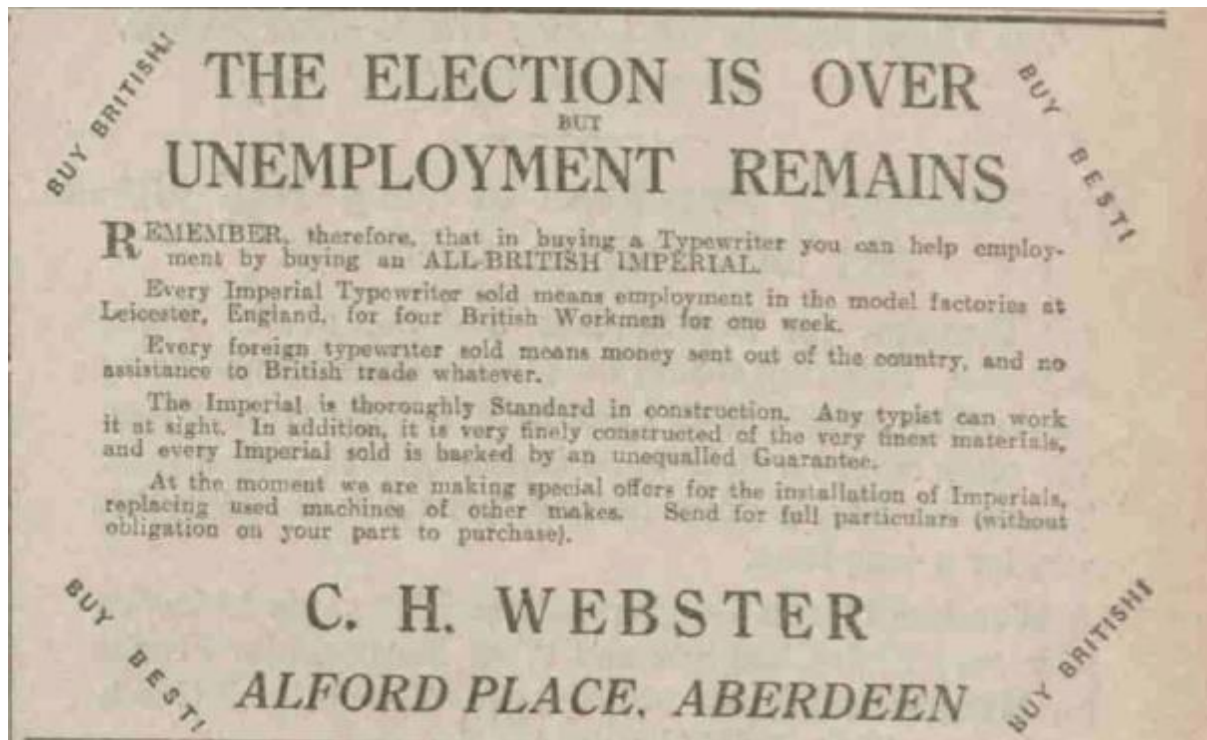 BUY BRITISH!
BUY BEST!
THE ELECTION IS OVER
BUT
UNEMPLOYMENT REMAINS
REMEMBER, therefore, that in buying a Typewriter you can help employ-
ment by buying an ALL-BRITISH IMPERIAL.
Every Imperial Typewriter sold means employment in the model factories at
Leicester, England, for four British Workmen for one week.
Every foreign typewriter sold means money sent out of the country, and no
assistance to British trade whatever.
The Imperial is thoroughly Standard in construction. Any typist can work
it at sight. In addition, it is very finely constructed of the very finest materials,
and every Imperial sold is backed by an unequalled Guarantee.
At the moment we are making special offers for the installation of Imperials,
replacing used machines of other makes. Send for full particulars (without
obligation on your part to purchase).
C. H. WEBSTER
ALFORD PLACE, ABERDEEN
BUY BEST!
BUY BRITISH!